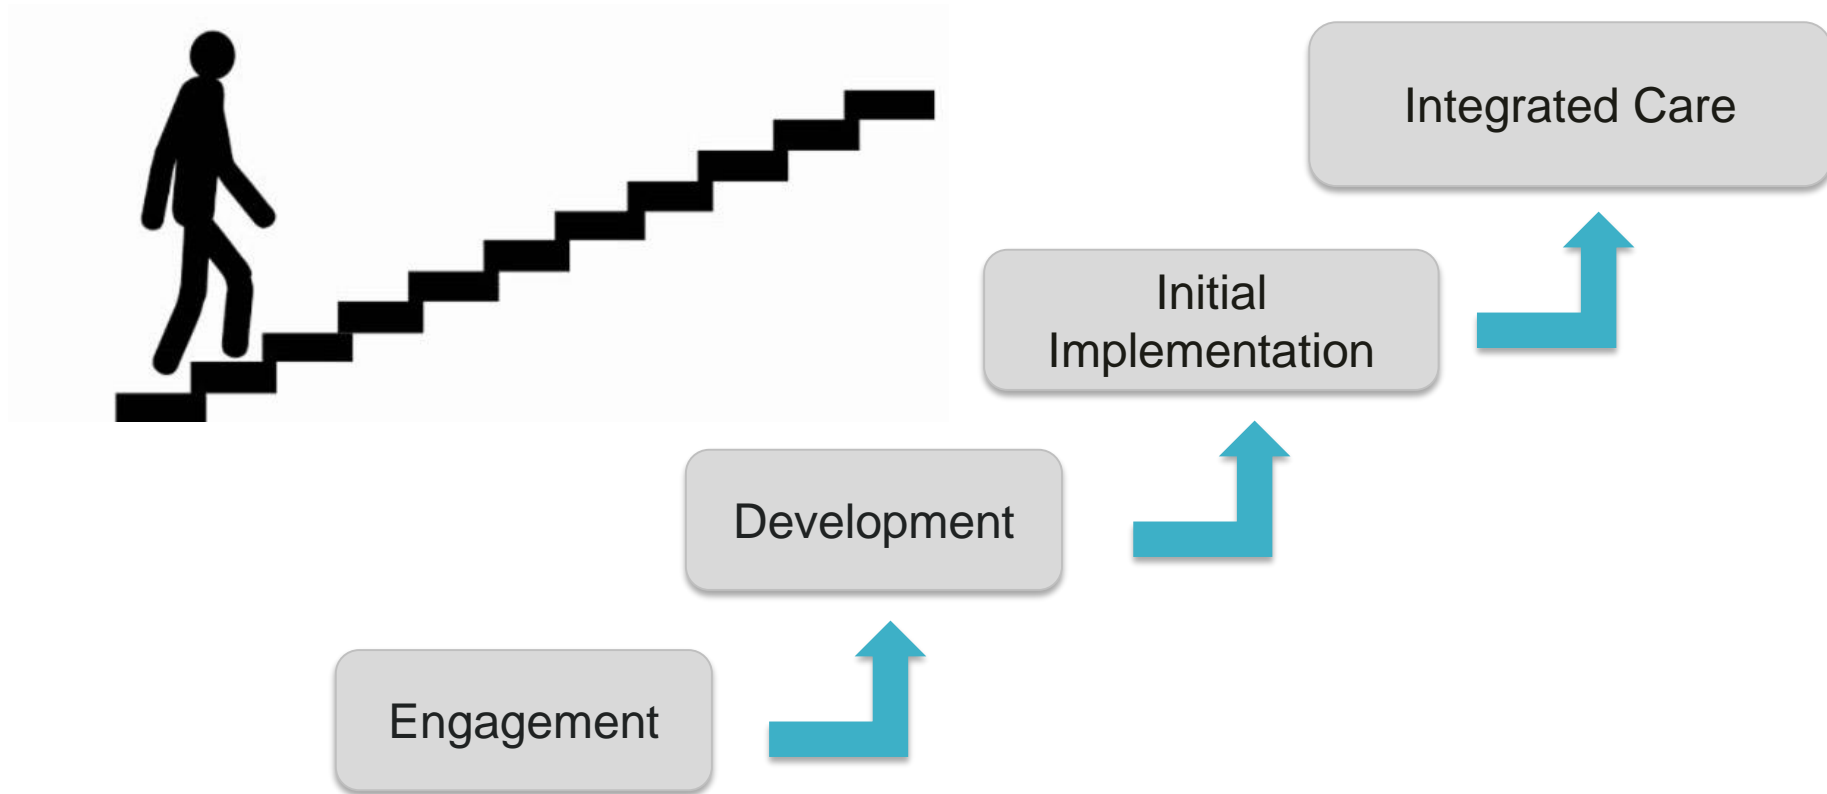 Integrated Care
Initial
Implementation
Development
Engagement